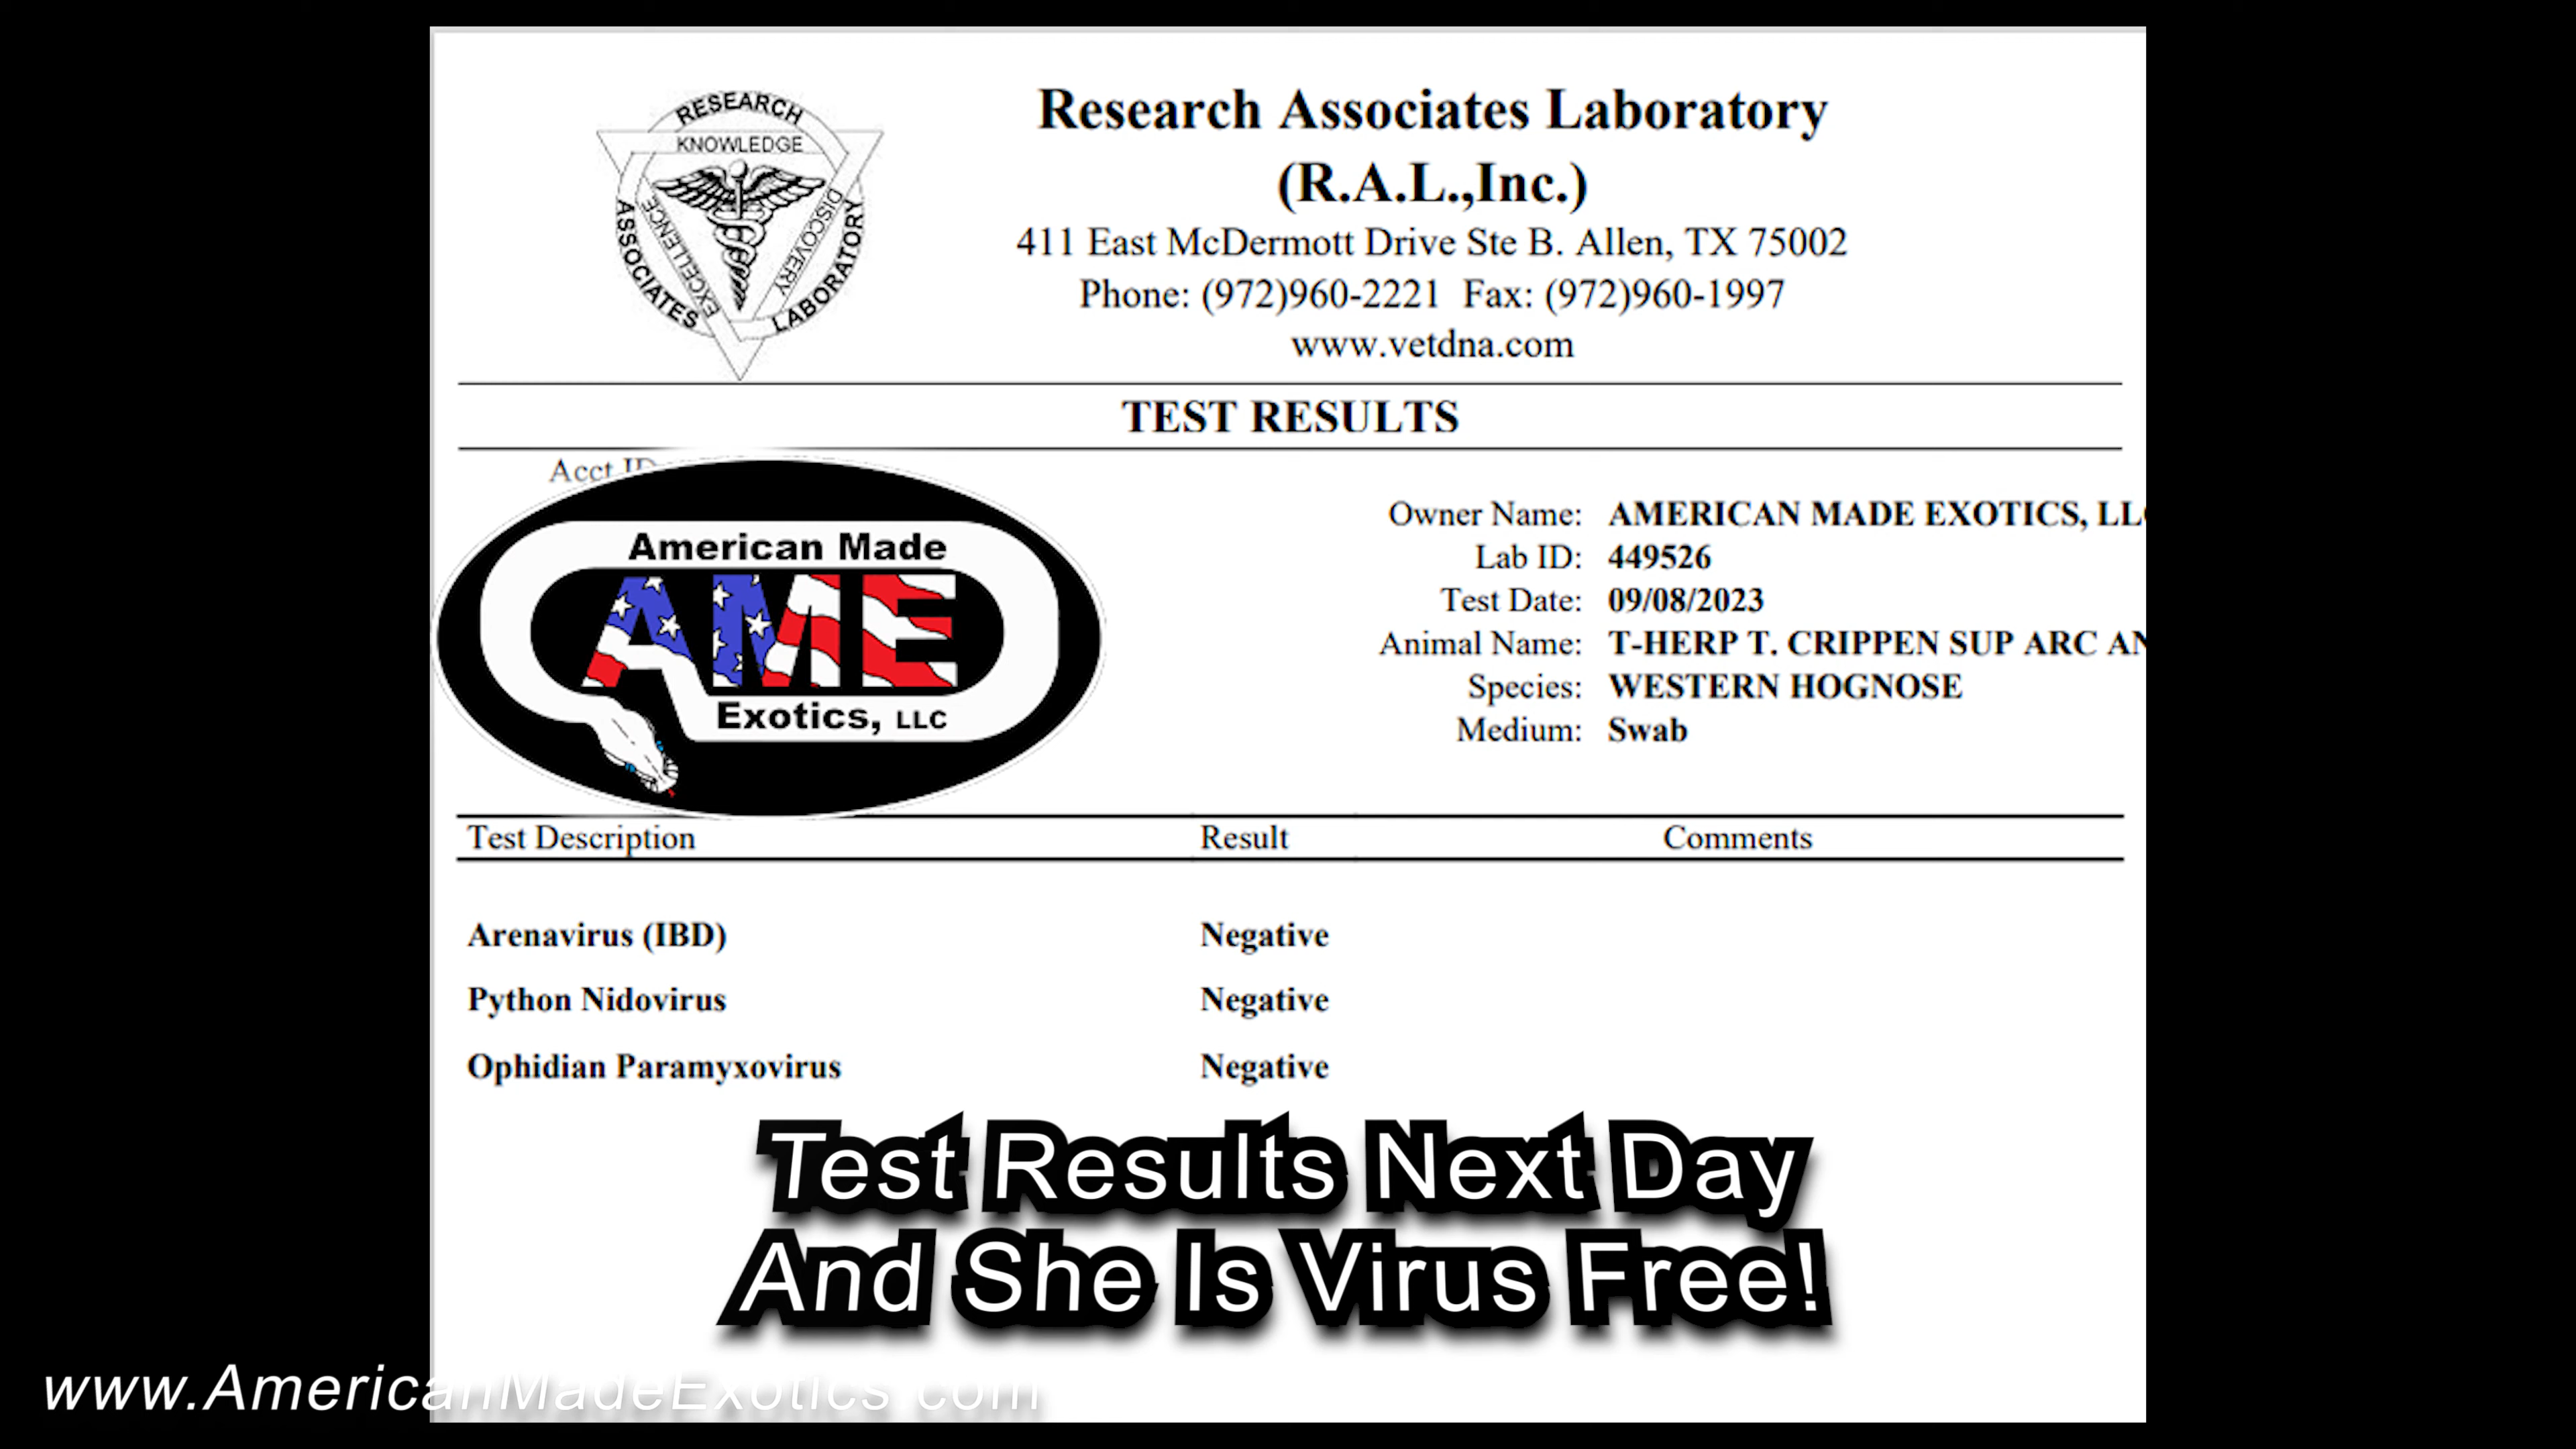 RESEARCH
KNOWLEDGE
EXCELLENCE
DISCOVERY
ASSOCIATES
LABORATORY
Research Associates Laboratory
(R.A.L.,Inc.)
411 East McDermott Drive Ste B. Allen, TX 75002
Phone: (972)960-2221 Fax: (972)960-1997
www.vetdna.com
TEST RESULTS
Acct ID
American Made
AME
Exotics, LLC
Owner Name: AMERICAN MADE EXOTICS, LL
Lab ID: 449526
Test Date: 09/08/2023
Animal Name: T-HERP T. CRIPPEN SUP ARC AN
Species: WESTERN HOGNOSE
Medium: Swab
Test Description Result Comments
Arenavirus (IBD) Negative
Python Nidovirus Negative
Ophidian Paramyxovirus Negative
Test Results Next Day
And She Is Virus Free!
www.AmericanMadeExotics.com